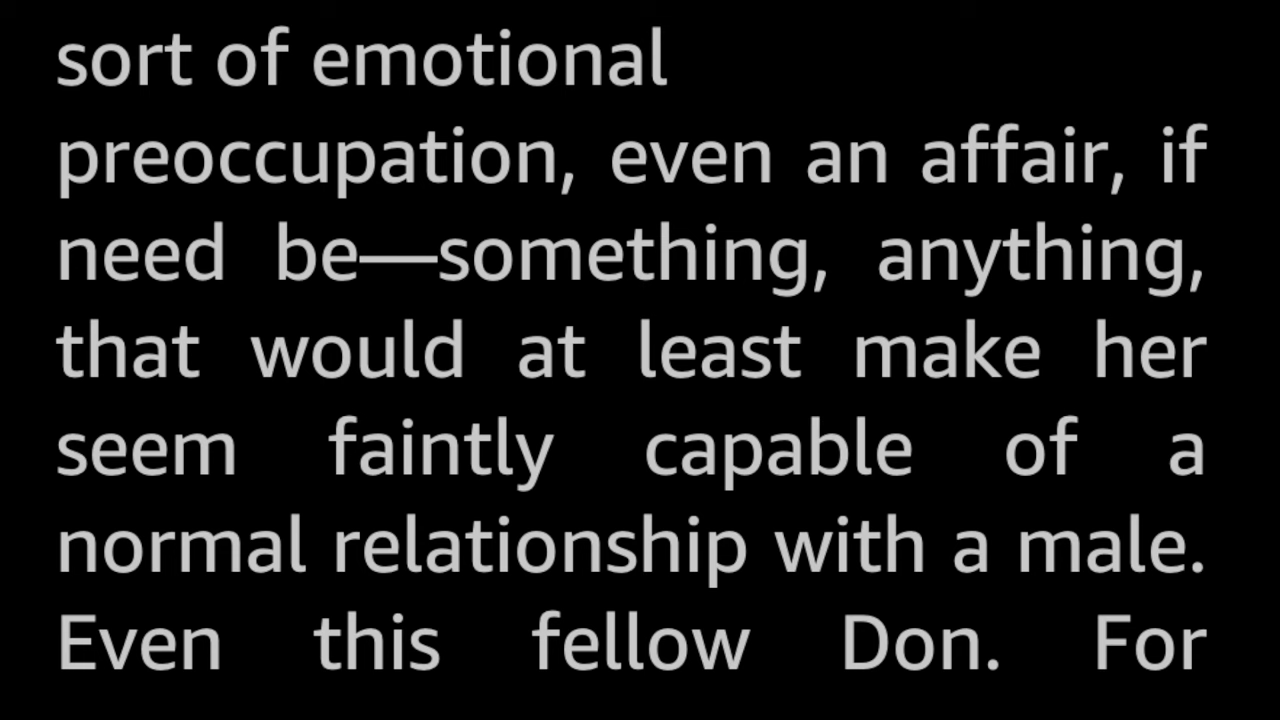 sort of emotional
preoccupation, even an affair, if
need be—something, anything,
that would at least make her
seem faintly capable of a
normal relationship with a male.
Even this fellow Don. For